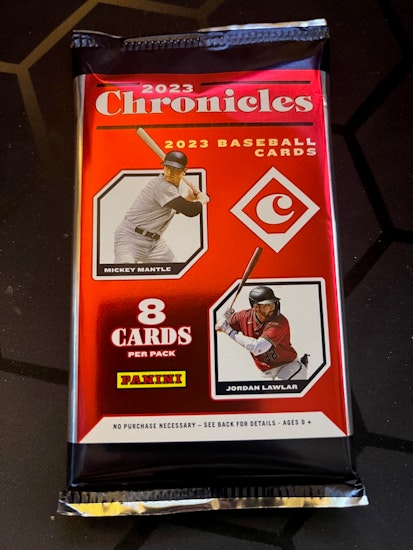 2023
Chronicles
2023 BASEBALL
CARDS
C
MICKEY MANTLE
8
CARDS
PER PACK
PANINI
JORDAN LAWLAR
NO PURCHASE NECESSARY – SEE BACK FOR DETAILS - AGES 9 +